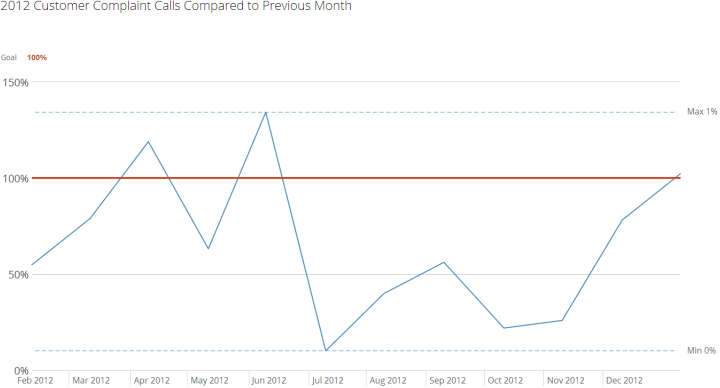 2012 Customer Complaint Calls Compared to Previous Month
Goal 100%
150%
Max 1%
100%
50%
Min 0%
0%
Feb 2012 Mar 2012 Apr 2012 May 2012 Jun 2012 Jul 2012 Aug 2012 Sep 2012 Oct 2012 Nov 2012 Dec 2012